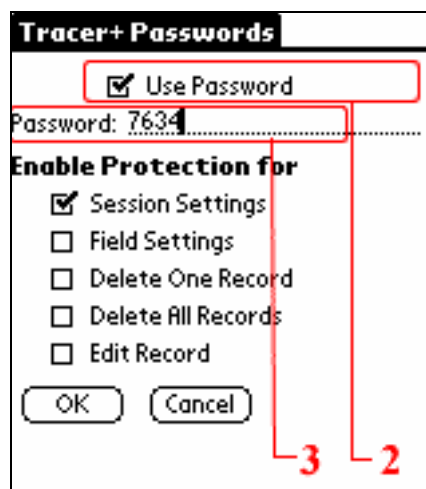 Tracer+ Passwords
Use Password
Password: 7634
Enable Protection for
Session Settings
Field Settings
Delete One Record
Delete All Records
Edit Record
OK Cancel
3 2